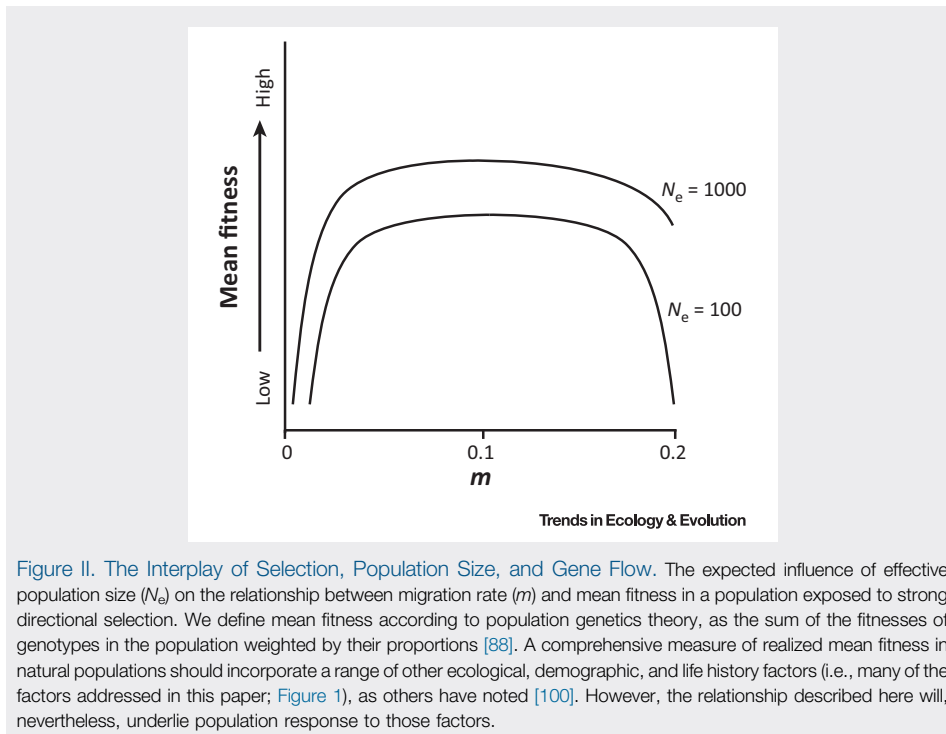 High
Mean fitness
Low
Ne = 1000
Ne = 100
0
0.1
0.2
m
Trends in Ecology & Evolution
Figure II. The Interplay of Selection, Population Size, and Gene Flow. The expected influence of effective
population size (Ne) on the relationship between migration rate (m) and mean fitness in a population exposed to strong
directional selection. We define mean fitness according to population genetics theory, as the sum of the fitnesses of
genotypes in the population weighted by their proportions [88]. A comprehensive measure of realized mean fitness in
natural populations should incorporate a range of other ecological, demographic, and life history factors (i.e., many of the
factors addressed in this paper; Figure 1), as others have noted [100]. However, the relationship described here will,
nevertheless, underlie population response to those factors.